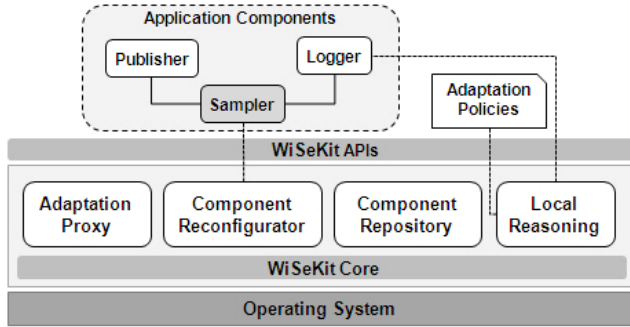 Application Components
Publisher
Logger
Sampler
Adaptation
Policies
WiSeKit APIs
Adaptation
Proxy
Component
Reconfigurator
Component
Repository
Local
Reasoning
WiSeKit Core
Operating System